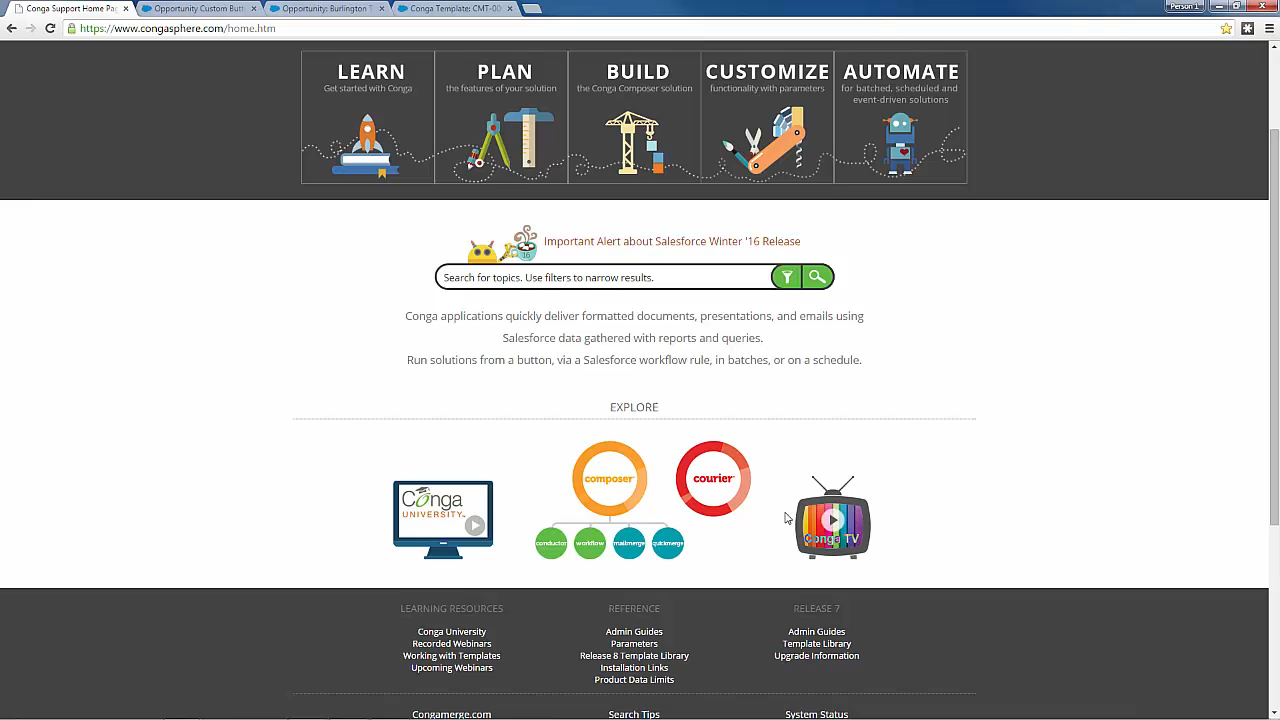 Conga Support Home Pag
Opportunity Custom Butt
Opportunity: Burlington T
Conga Template: CMT-00
Person 1
https://www.congasphere.com/home.htm
LEARN
Get started with Conga
PLAN
the features of your solution
BUILD
the Conga Composer solution
CUSTOMIZE
functionality with parameters
AUTOMATE
for batched, scheduled and
event-driven solutions
16
Important Alert about Salesforce Winter '16 Release
Search for topics. Use filters to narrow results.
Conga applications quickly deliver formatted documents, presentations, and emails using
Salesforce data gathered with reports and queries.
Run solutions from a button, via a Salesforce workflow rule, in batches, or on a schedule.
EXPLORE
Conga
UNIVERSITY
composer
conductor
workflow
mailmerge
quickmerge
courier
Conga TV
LEARNING RESOURCES
Conga University
Recorded Webinars
Working with Templates
Upcoming Webinars
REFERENCE
Admin Guides
Parameters
Release 8 Template Library
Installation Links
Product Data Limits
RELEASE 7
Admin Guides
Template Library
Upgrade Information
Congamerge.com
Search Tips
System Status